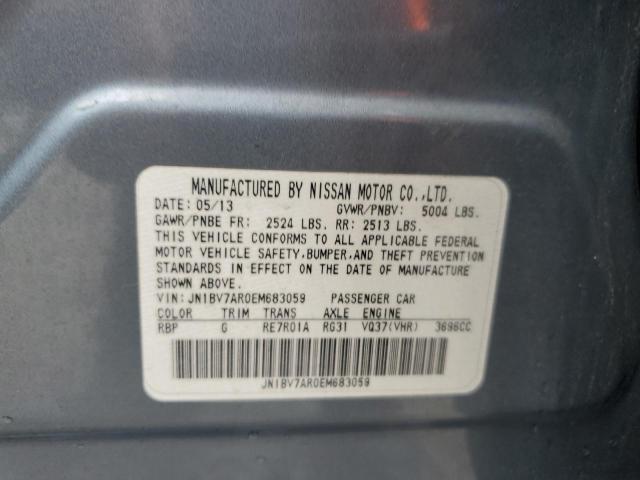 MANUFACTURED BY NISSAN MOTOR CO.,LTD.
DATE: 05/13 GVWR/PNBV: 5004 LBS.
GAWR/PNBE FR: 2524 LBS. RR: 2513 LBS.
THIS VEHICLE CONFORMS TO ALL APPLICABLE FEDERAL
MOTOR VEHICLE SAFETY,BUMPER,AND THEFT PREVENTION
STANDARDS IN EFFECT ON THE DATE OF MANUFACTURE
SHOWN ABOVE.
VIN:JN1BV7AR0EM683059 PASSENGER CAR
COLOR TRIM TRANS AXLE ENGINE
RBP G RE7R01A RG31 VQ37(VHR) 3696CC
JN1BV7AR0EM683059